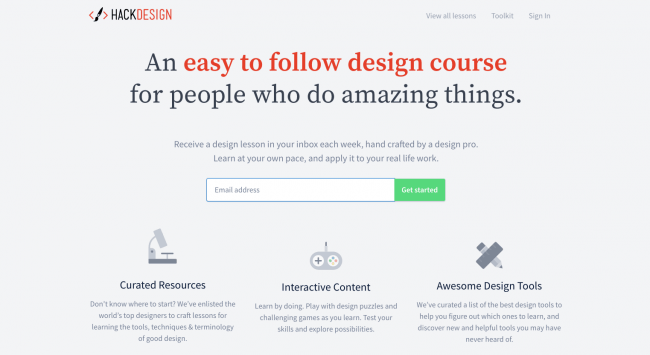 HACKDESIGN
View all lessons
Toolkit
Sign In
An easy to follow design course
for people who do amazing things.
Receive a design lesson in your inbox each week, hand crafted by a design pro.
Learn at your own pace, and apply it to your real life work.
Email address
Get started
Curated Resources
Don't know where to start? We've enlisted the
world's top designers to craft lessons for
learning the tools, techniques & terminology
of good design.
Interactive Content
Learn by doing. Play with design puzzles and
challenging games as you learn. Test your
skills and explore possibilities.
Awesome Design Tools
We've curated a list of the best design tools to
help you figure out which ones to learn, and
discover new and helpful tools you may have
never heard of.